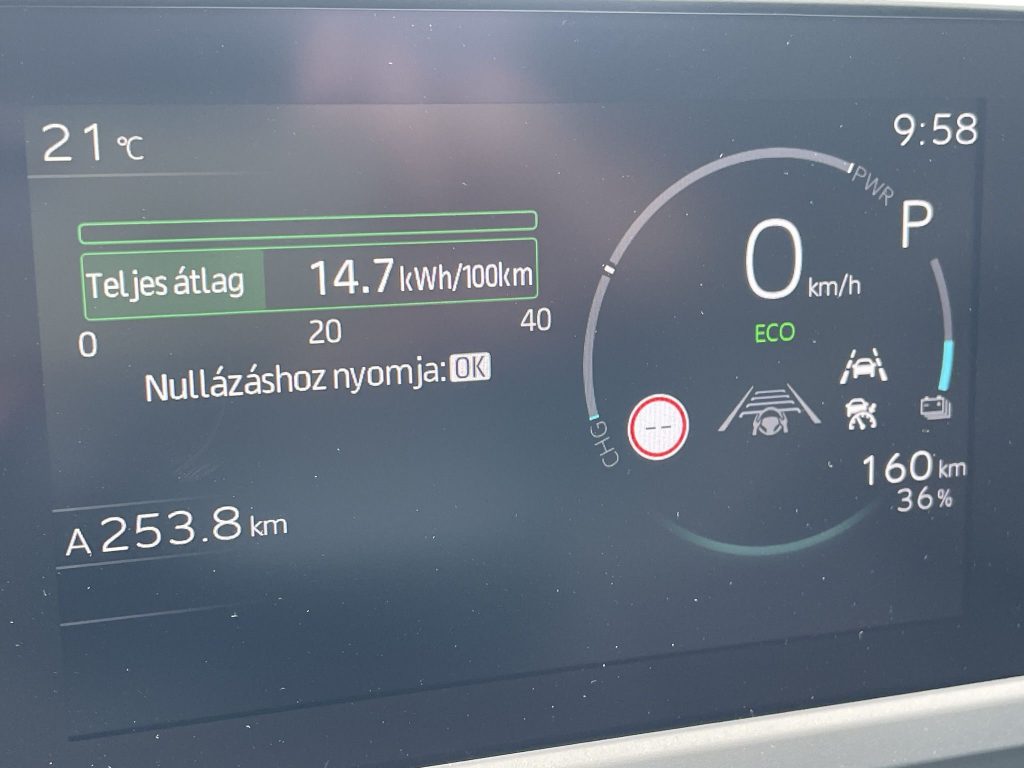 21 °C
9:58
PWR
P
Teljes átlag 14.7 kWh/100km
0 20 40
0 km/h
ECO
Nullázáshoz nyomja: OK
CHG
--
160 km
36%
A 253.8 km